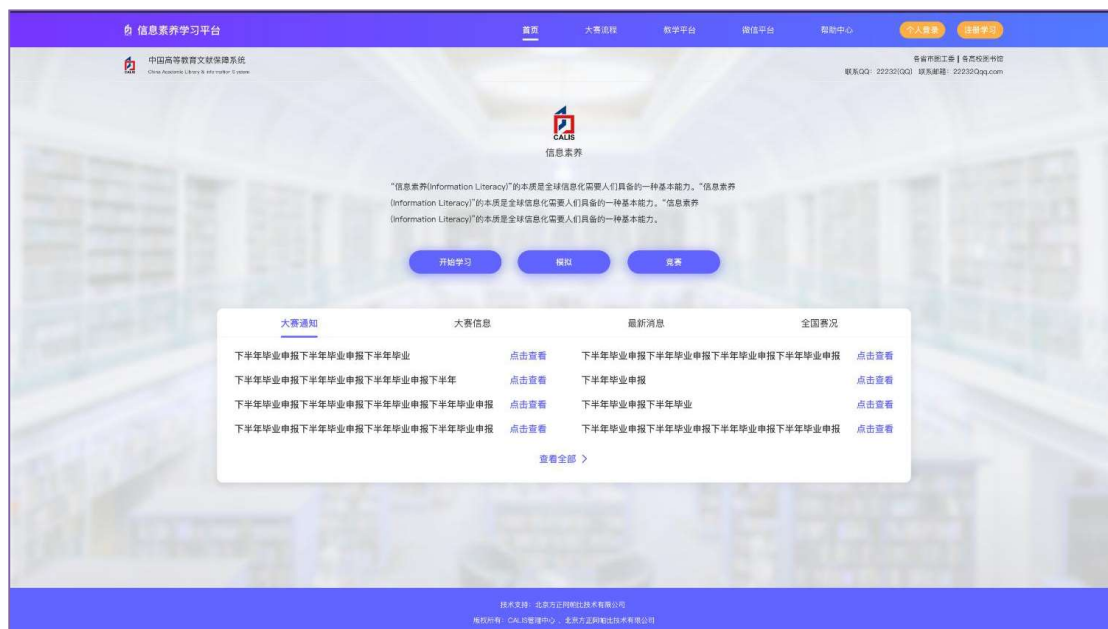 信息素养学习平台
首页
大赛流程
教学平台
微信平台
帮助中心
个人登录
注册学习
中国高等教育文献保障系统
China Academic Library & Information System
各省市图工委 | 各高校图书馆
联系QQ: 22232(QQ) 联系邮箱: 22232Qqq.com
CALIS
信息素养
“信息素养(Information Literacy)”的本质是全球信息化需要人们具备的一种基本能力。“信息素养
(Information Literacy)”的本质是全球信息化需要人们具备的一种基本能力。“信息素养
(Information Literacy)”的本质是全球信息化需要人们具备的一种基本能力。
开始学习
模拟
竞赛
大赛通知
大赛信息
最新消息
全国赛况
下半年毕业申报下半年毕业申报下半年毕业 点击查看
下半年毕业申报下半年毕业申报下半年毕业申报下半年毕业申报 点击查看
下半年毕业申报下半年毕业申报下半年毕业申报下半年 点击查看
下半年毕业申报 点击查看
下半年毕业申报下半年毕业申报下半年毕业申报下半年毕业申报 点击查看
下半年毕业申报下半年毕业 点击查看
下半年毕业申报下半年毕业申报下半年毕业申报下半年毕业申报 点击查看
下半年毕业申报下半年毕业申报下半年毕业申报下半年毕业申报 点击查看
查看全部 >
技术支持: 北京方正阿帕比技术有限公司
版权所有: CALIS管理中心 、北京方正阿帕比技术有限公司